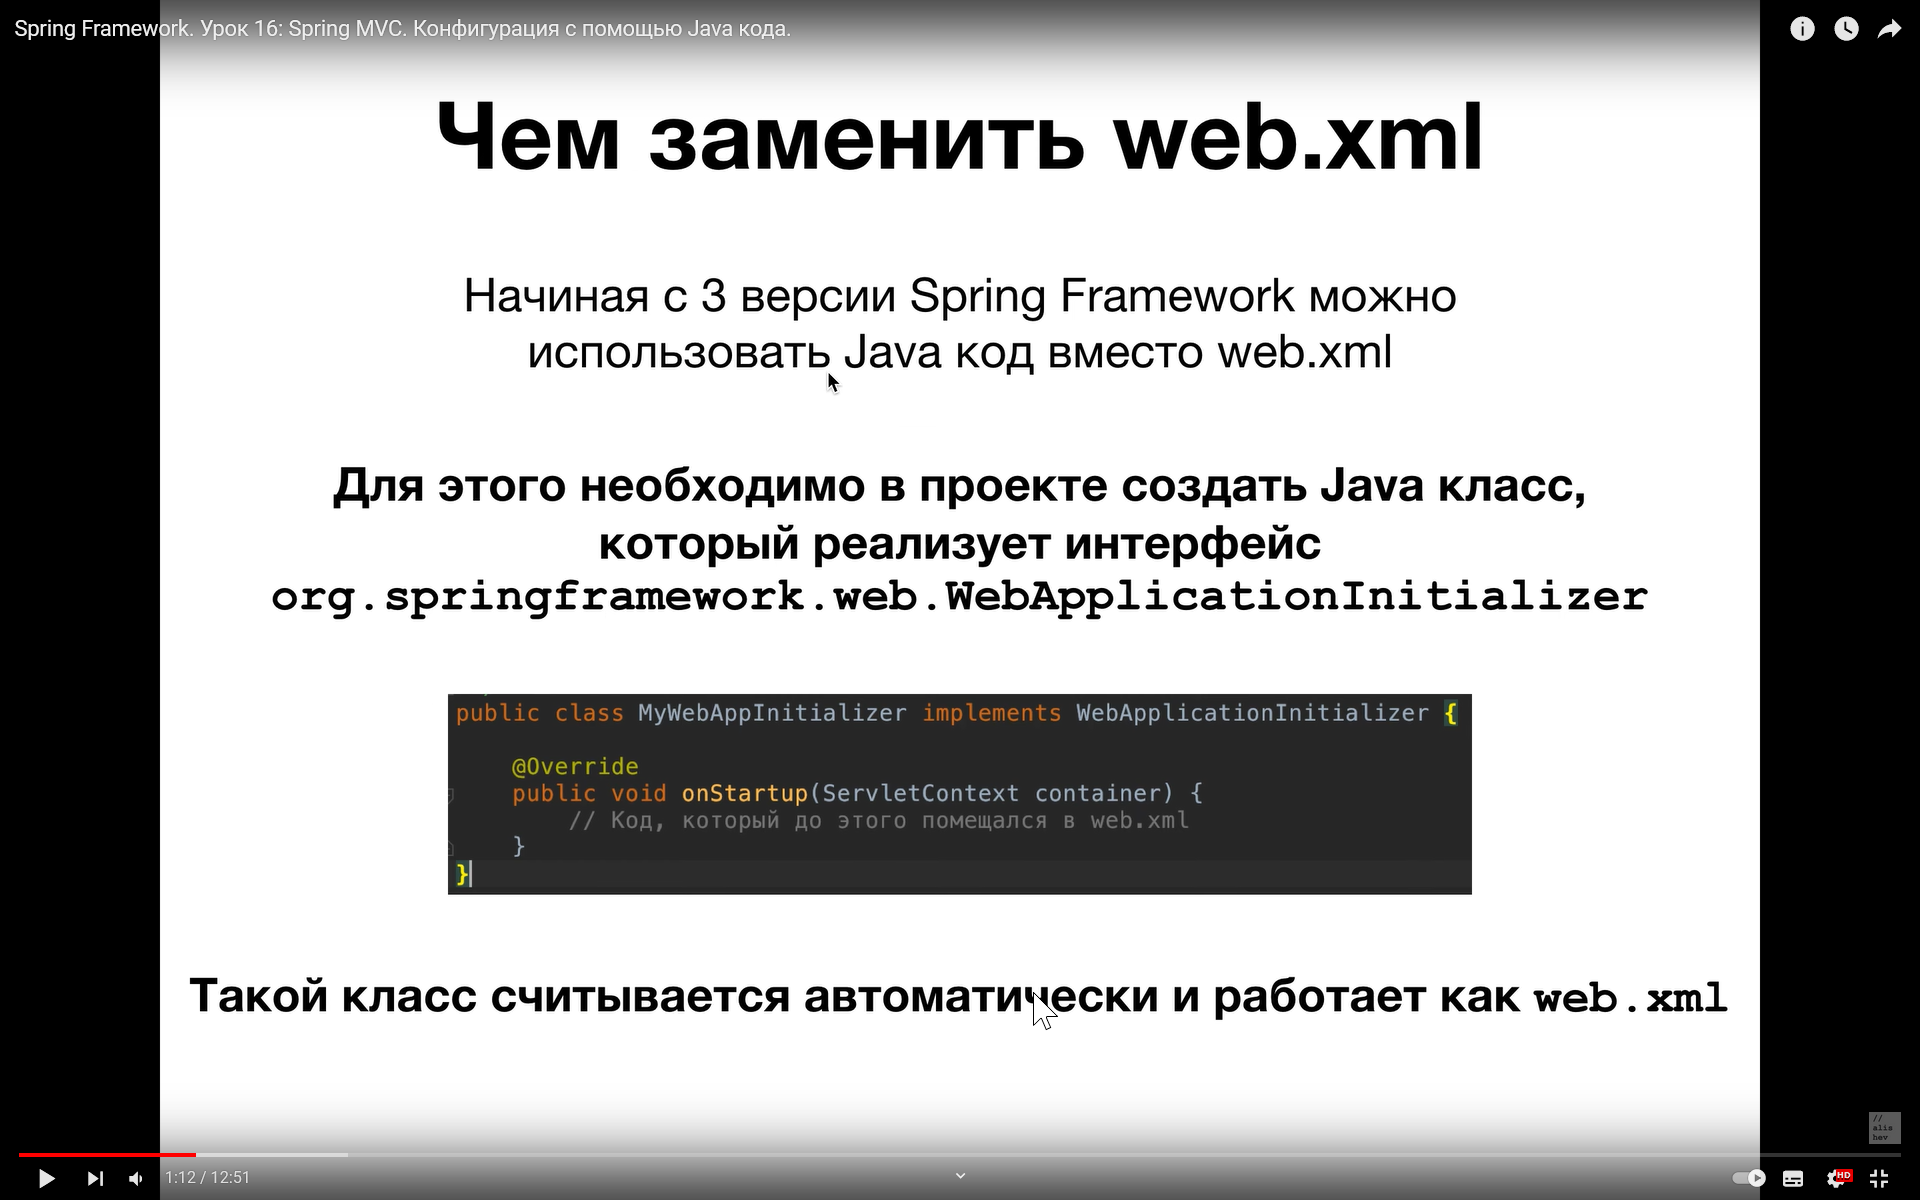 Spring Framework. Урок 16: Spring MVC. Конфигурация с помощью Java кода.
Чем заменить web.xml
Начиная с 3 версии Spring Framework можно
использовать Java код вместо web.xml
Для этого необходимо в проекте создать Java класс,
который реализует интерфейс
org.springframework.web.WebApplicationInitializer
public class MyWebAppInitializer implements WebApplicationInitializer {
@Override
public void onStartup(ServletContext container) {
// Код, который до этого помещался в web.xml
}
}
Такой класс считывается автоматически и работает как web.xml
//
alis
hev
1:12 / 12:51
HD